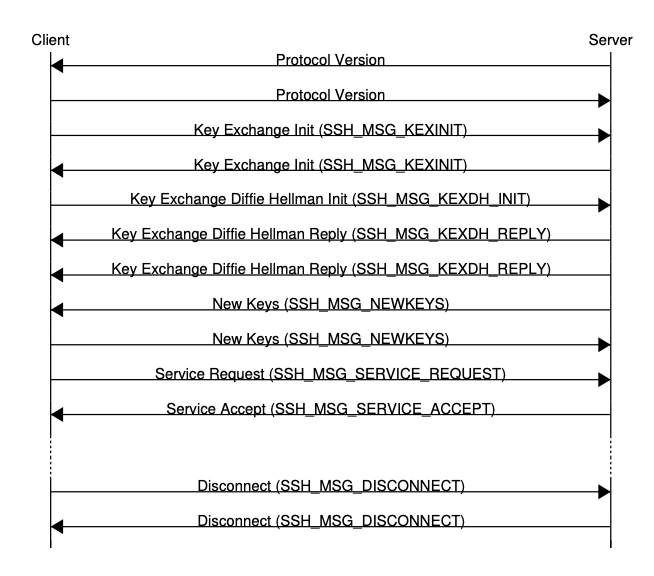 Client Server
Protocol Version
Protocol Version
Key Exchange Init (SSH_MSG_KEXINIT)
Key Exchange Init (SSH_MSG_KEXINIT)
Key Exchange Diffie Hellman Init (SSH_MSG_KEXDH_INIT)
Key Exchange Diffie Hellman Reply (SSH_MSG_KEXDH_REPLY)
Key Exchange Diffie Hellman Reply (SSH_MSG_KEXDH_REPLY)
New Keys (SSH_MSG_NEWKEYS)
New Keys (SSH_MSG_NEWKEYS)
Service Request (SSH_MSG_SERVICE_REQUEST)
Service Accept (SSH_MSG_SERVICE_ACCEPT)
Disconnect (SSH_MSG_DISCONNECT)
Disconnect (SSH_MSG_DISCONNECT)